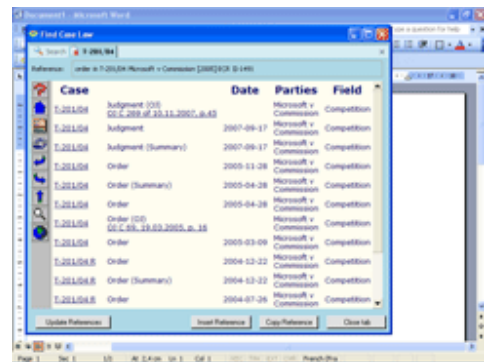 Document1 - Microsoft Word
Find Case Law
Search T-201/04
Reference: order in T-201/04 Microsoft v Commission [2005] ECR II-1491
Case Date Parties Field
T-201/04 Judgment (OJ) Microsoft v Competition
OJ C 269 of 10.11.2007, p.45 Commission
T-201/04 Judgment 2007-09-17 Microsoft v Commission Competition
T-201/04 Judgment (Summary) 2007-09-17 Microsoft v Commission Competition
T-201/04 Order 2005-11-28 Microsoft v Commission Competition
T-201/04 Order (Summary) 2005-04-28 Microsoft v Commission Competition
T-201/04 Order 2005-04-28 Microsoft v Commission Competition
T-201/04 Order (OJ) Microsoft v Competition
OJ C 69, 19.03.2005, p. 16 Commission
T-201/04 Order 2005-03-09 Microsoft v Commission Competition
T-201/04 R Order 2004-12-22 Microsoft v Commission Competition
T-201/04 R Order (Summary) 2004-12-22 Microsoft v Commission Competition
T-201/04 R Order 2004-07-26 Microsoft v Commission Competition
Update References Insert Reference Copy Reference Close tab
Page 1 Sec 1 1/1 At 2,4 cm Ln 1 Col 1